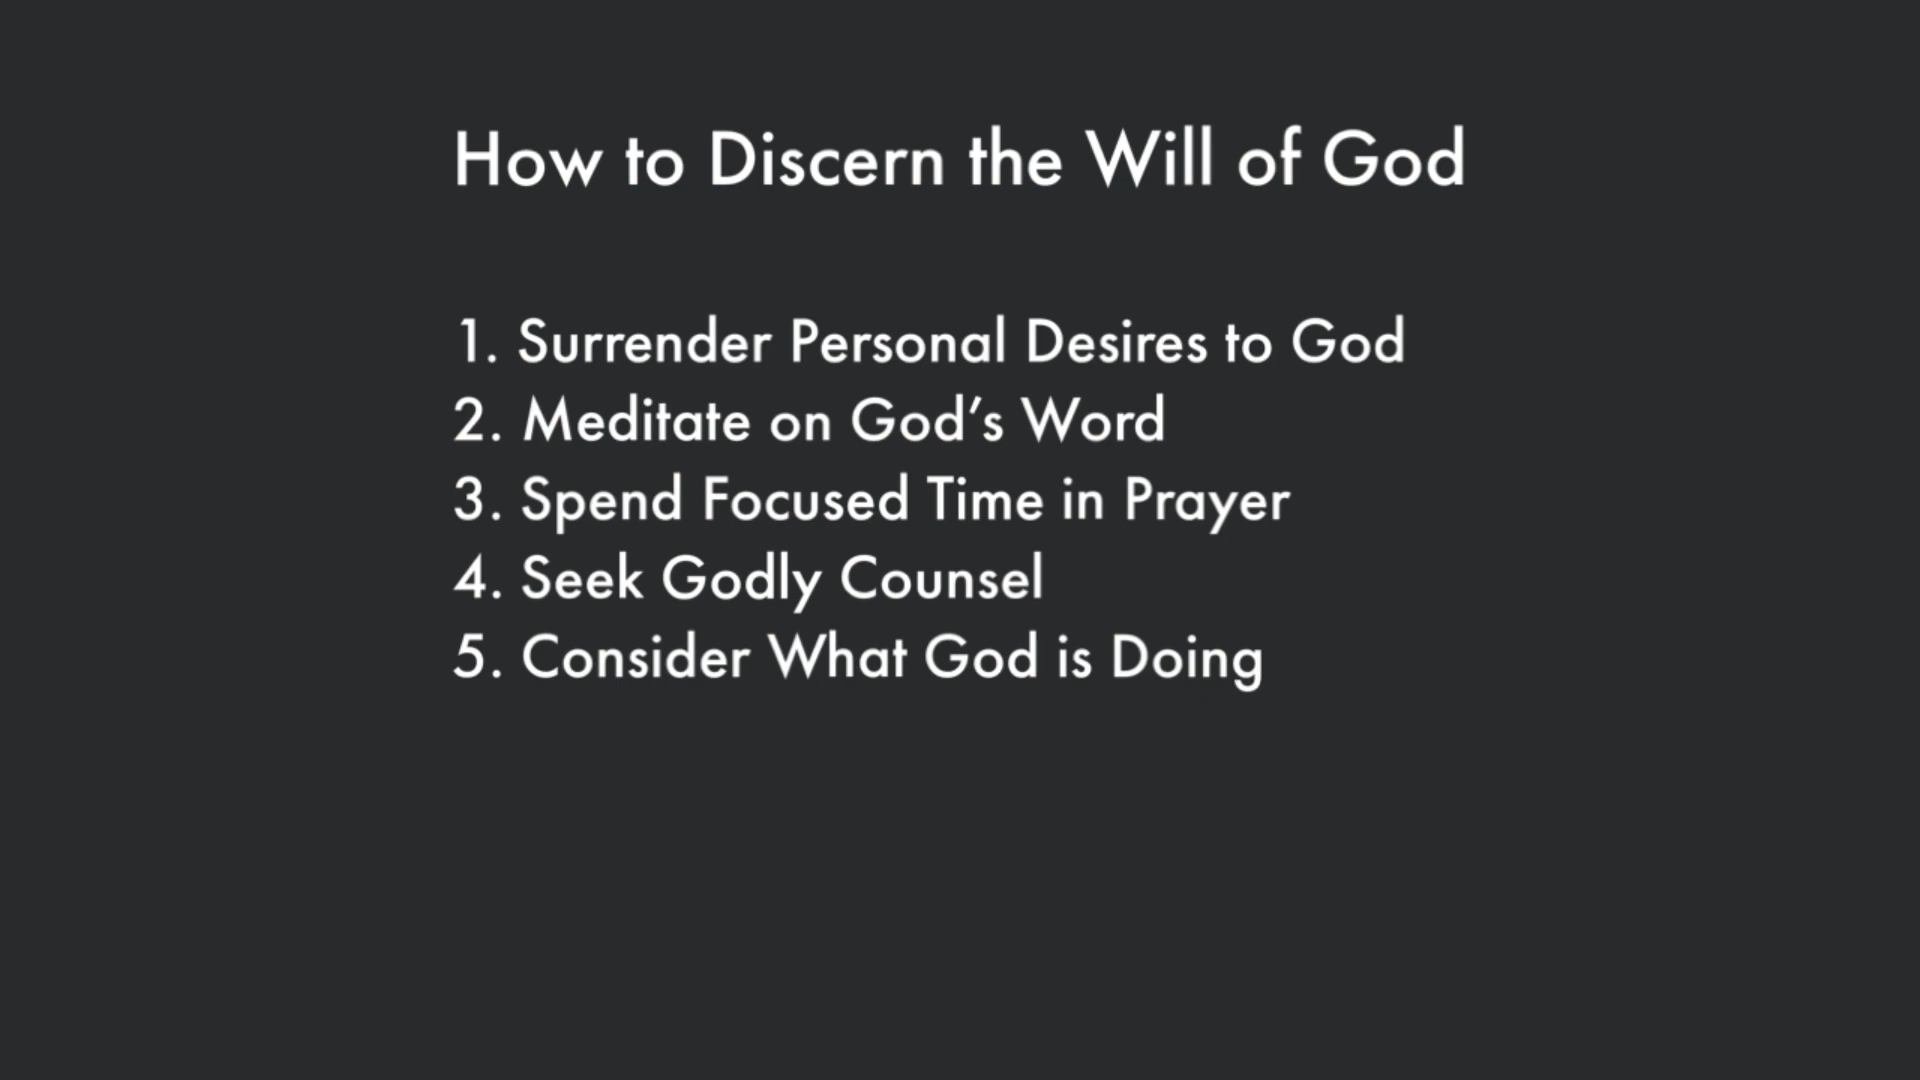 How to Discern the Will of God
1. Surrender Personal Desires to God
2. Meditate on God’s Word
3. Spend Focused Time in Prayer
4. Seek Godly Counsel
5. Consider What God is Doing